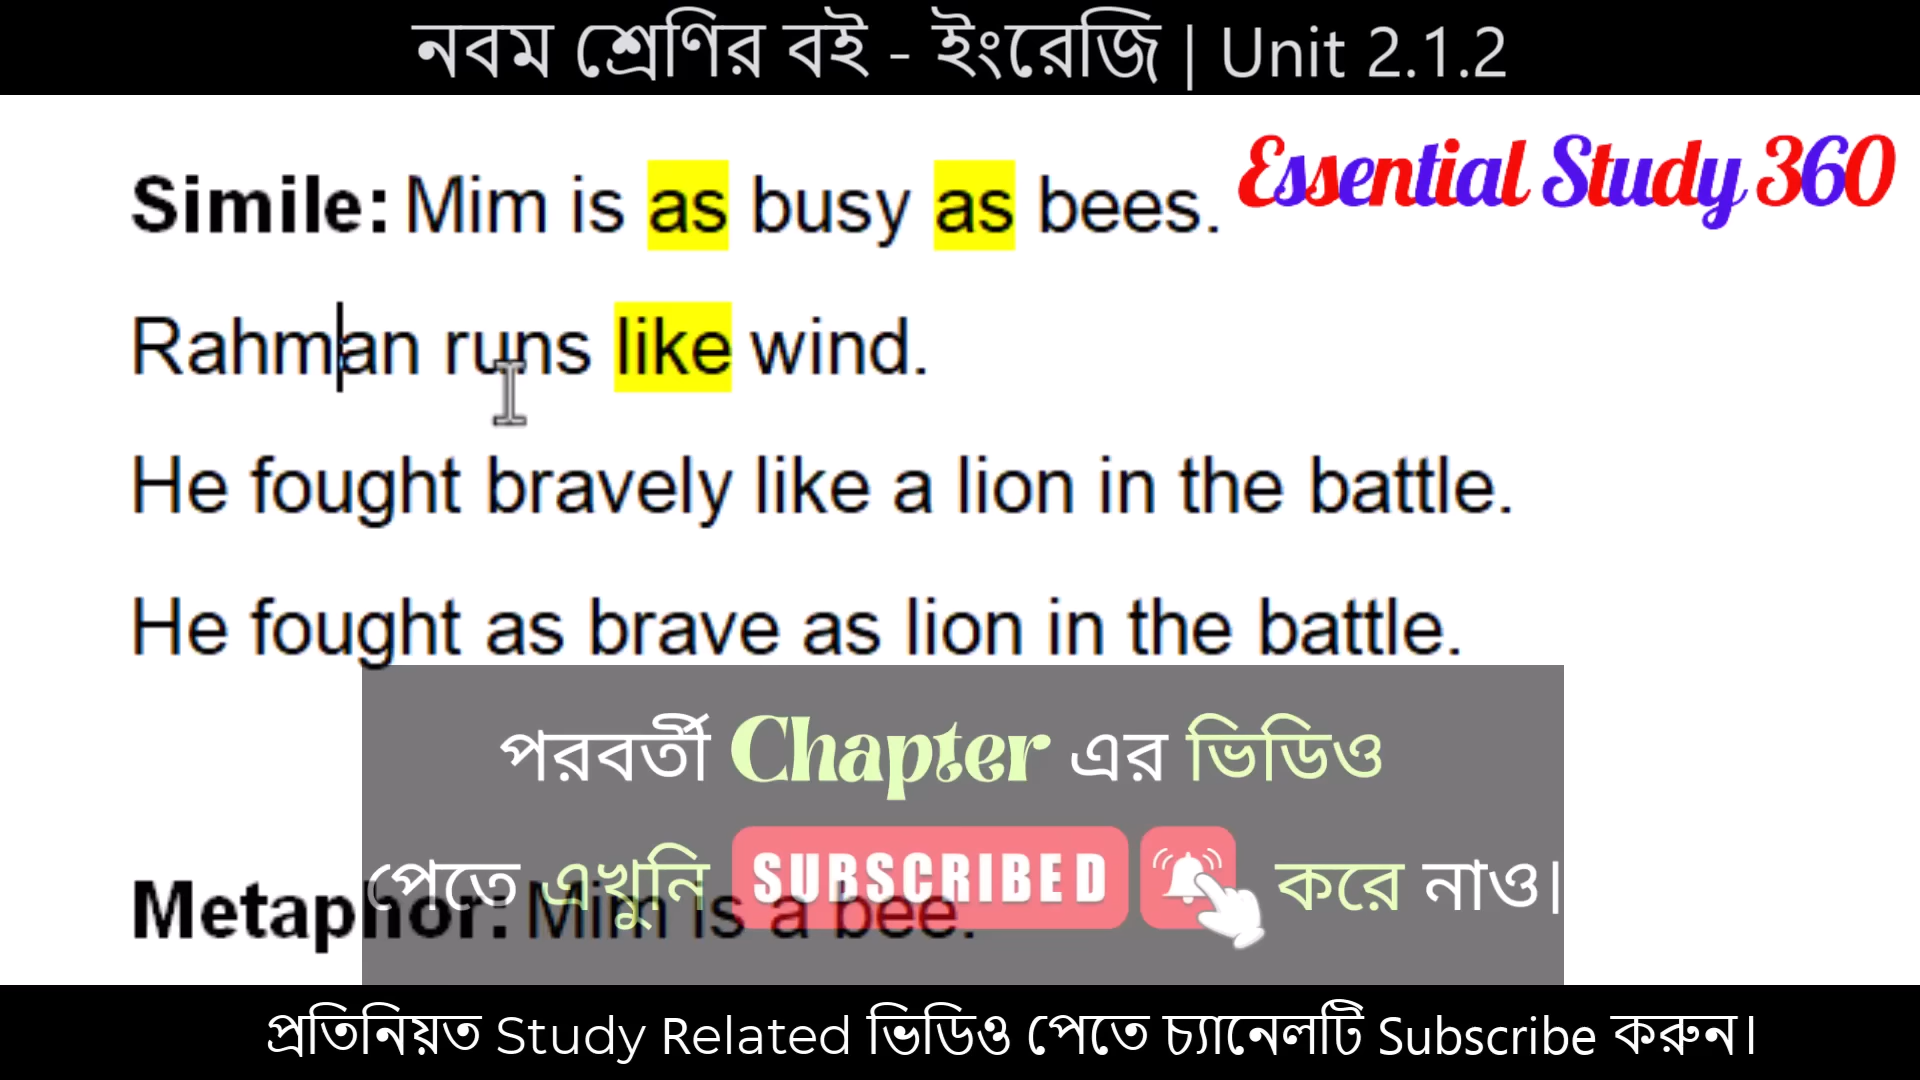 নবম শ্রেণির বই - ইংরেজি | Unit 2.1.2
Essential Study 360
Simile: Mim is as busy as bees.
Rahman runs like wind.
He fought bravely like a lion in the battle.
He fought as brave as lion in the battle.
পরবর্তী Chapter এর ভিডিও
পেতে এখুনি SUBSCRIBED করে নাও।
Metaphor: Mim is a bee.
প্রতিনিয়ত Study Related ভিডিও পেতে চ্যানেলটি Subscribe করুন।